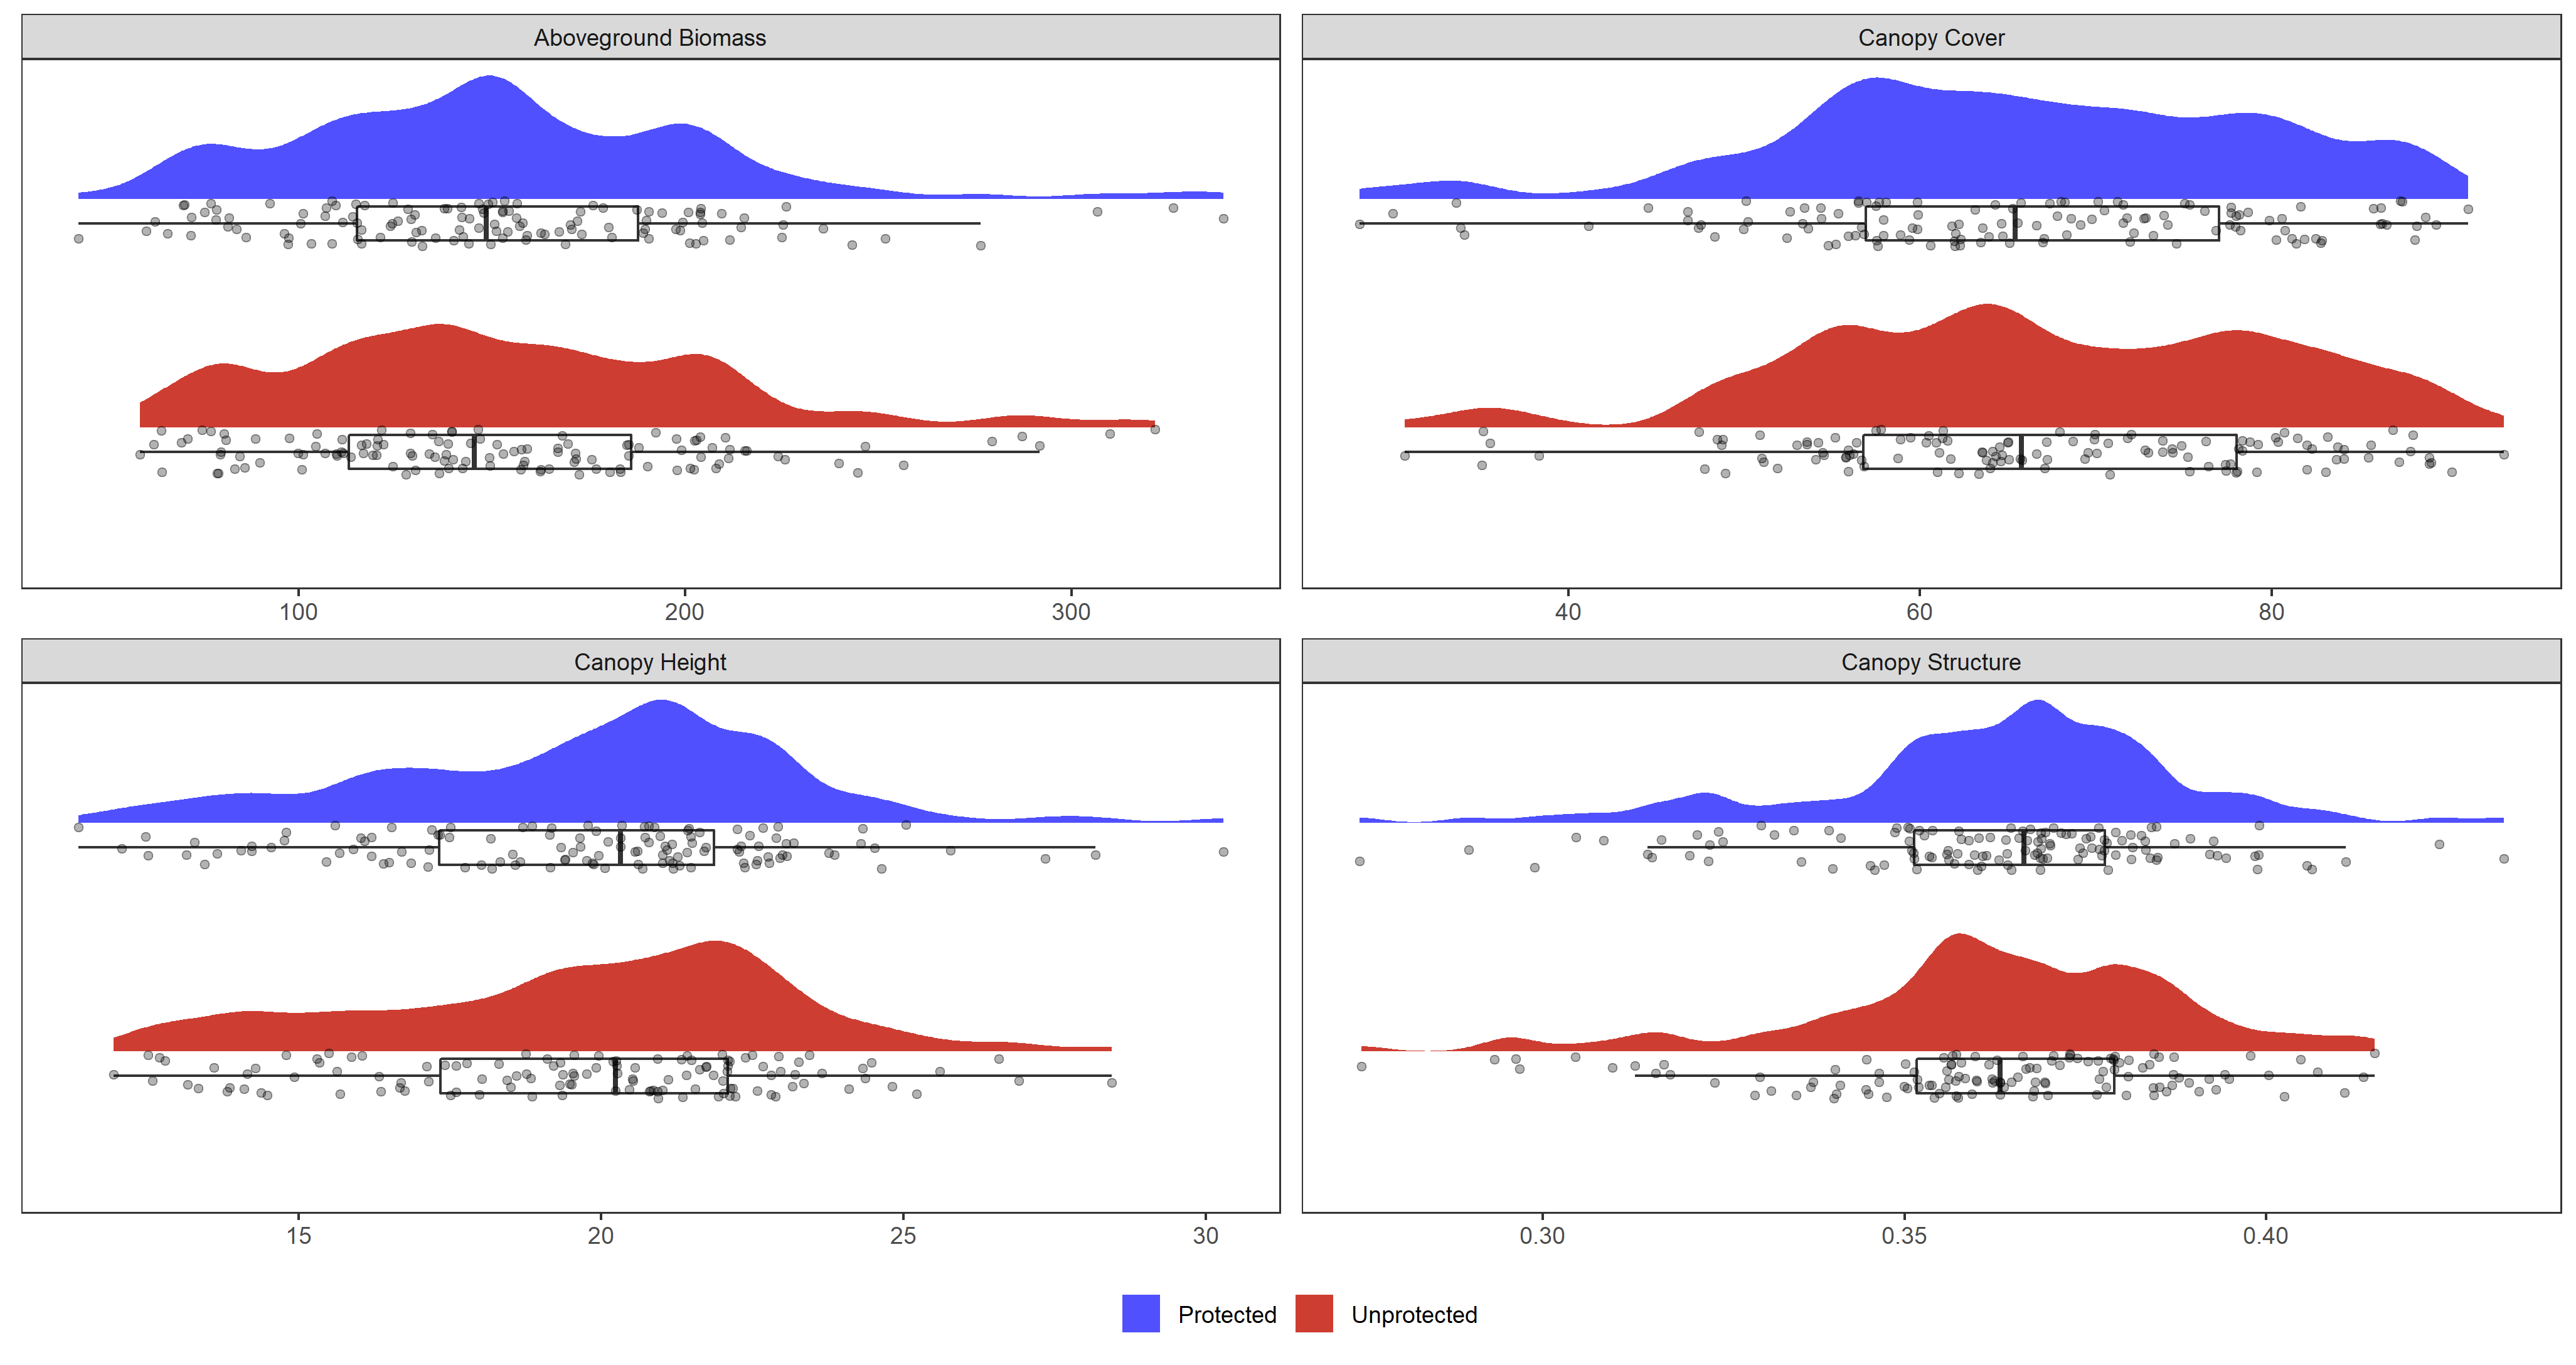 Aboveground Biomass
Canopy Cover
100 200 300
40 60 80
Canopy Height
Canopy Structure
15 20 25 30
0.30 0.35 0.40
Protected Unprotected